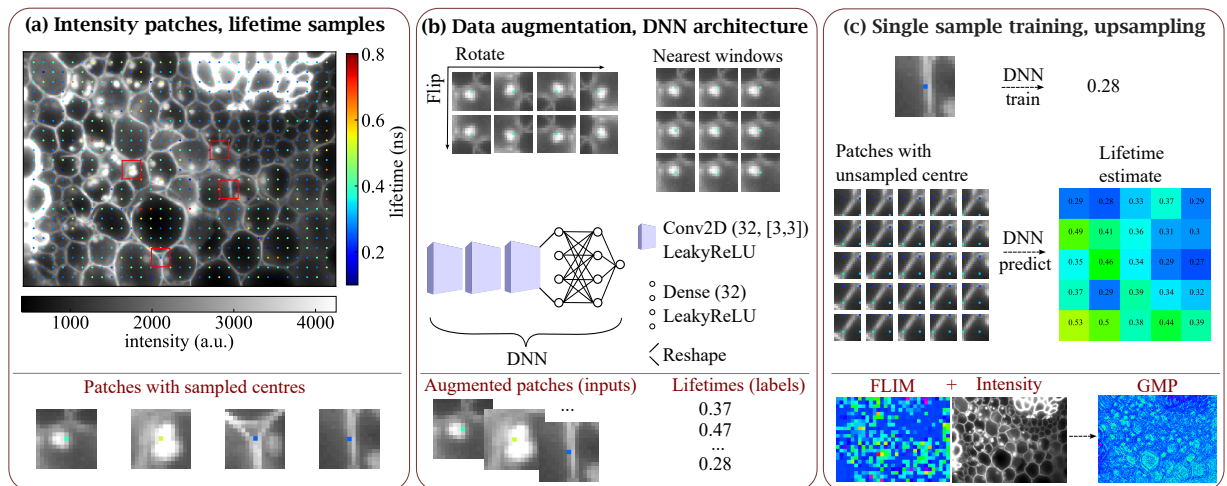 (a) Intensity patches, lifetime samples
0.8
0.6
0.4
0.2
lifetime (ns)
1000 2000 3000 4000
intensity (a.u.)
Patches with sampled centres
(b) Data augmentation, DNN architecture
Rotate
Flip
Nearest windows
Conv2D (32, [3,3])
LeakyReLU
Dense (32)
LeakyReLU
Reshape
DNN
Augmented patches (inputs)
...
Lifetimes (labels)
0.37
0.47
...
0.28
(c) Single sample training, upsampling
DNN
train
0.28
Patches with
unsampled centre
DNN
predict
Lifetime
estimate
0.29 0.28 0.33 0.37 0.29
0.49 0.41 0.36 0.31 0.3
0.35 0.46 0.34 0.29 0.27
0.37 0.29 0.39 0.34 0.32
0.53 0.5 0.38 0.44 0.39
FLIM + Intensity
GMP